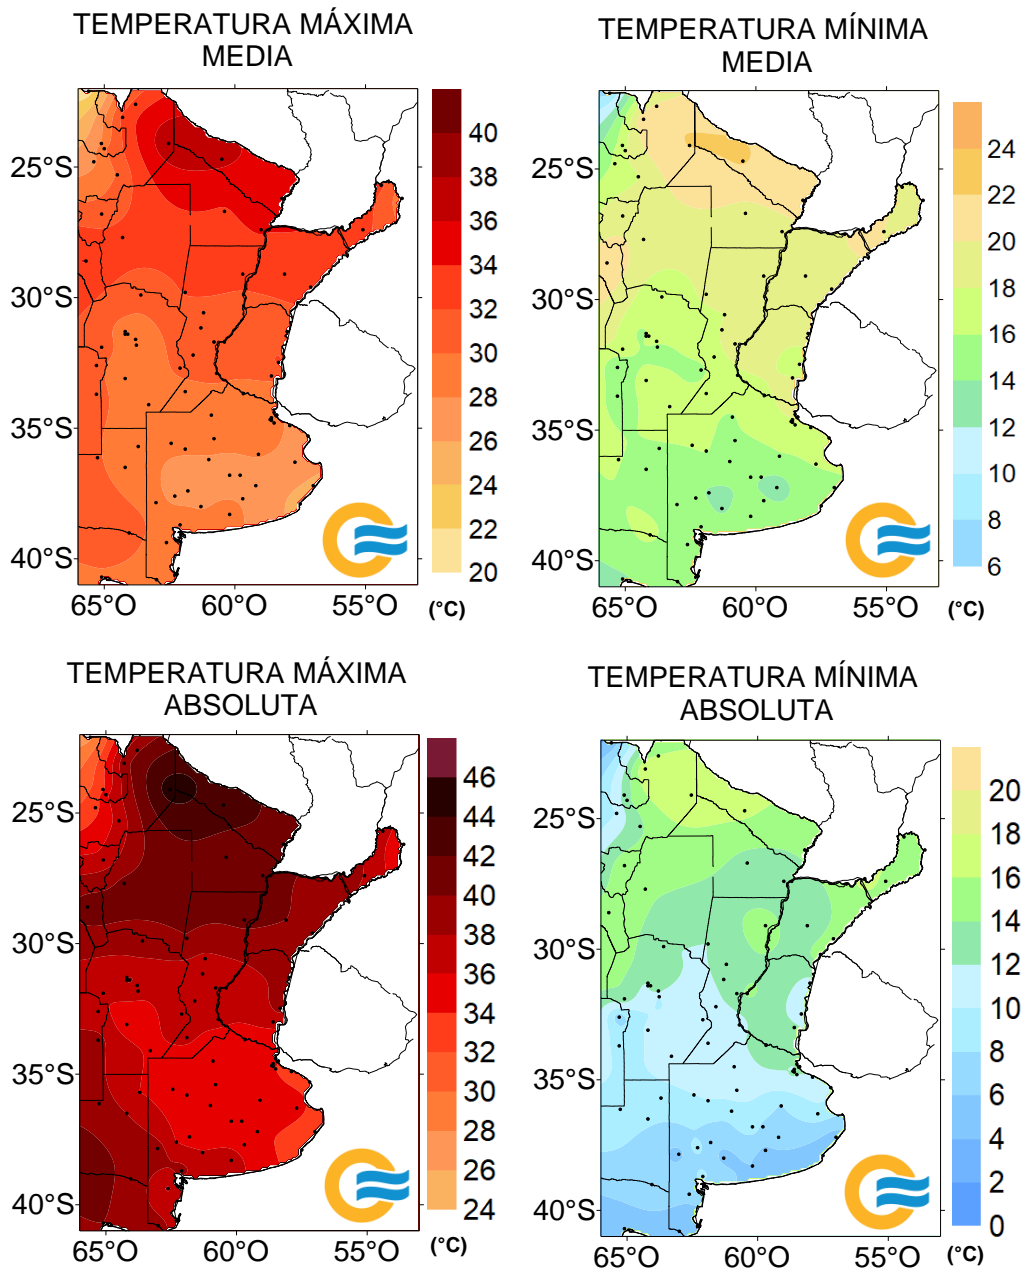 TEMPERATURA MÁXIMA
MEDIA
25°S
30°S
35°S
40°S
65°O 60°O 55°O
40
38
36
34
32
30
28
26
24
22
20
(°C)
TEMPERATURA MÍNIMA
MEDIA
25°S
30°S
35°S
40°S
65°O 60°O 55°O
24
22
20
18
16
14
12
10
8
6
(°C)
TEMPERATURA MÁXIMA
ABSOLUTA
25°S
30°S
35°S
40°S
65°O 60°O 55°O
46
44
42
40
38
36
34
32
30
28
26
24
(°C)
TEMPERATURA MÍNIMA
ABSOLUTA
25°S
30°S
35°S
40°S
65°O 60°O 55°O
20
18
16
14
12
10
8
6
4
2
0
(°C)